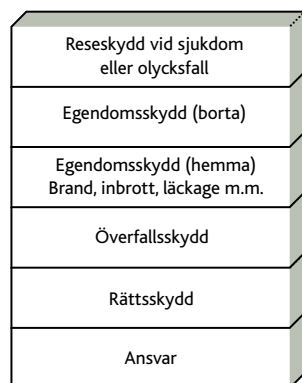 Reseskydd vid sjukdom
eller olycksfall
Egendomsskydd (borta)
Egendomsskydd (hemma)
Brand, inbrott, läckage m.m.
Överfallsskydd
Rättsskydd
Ansvar